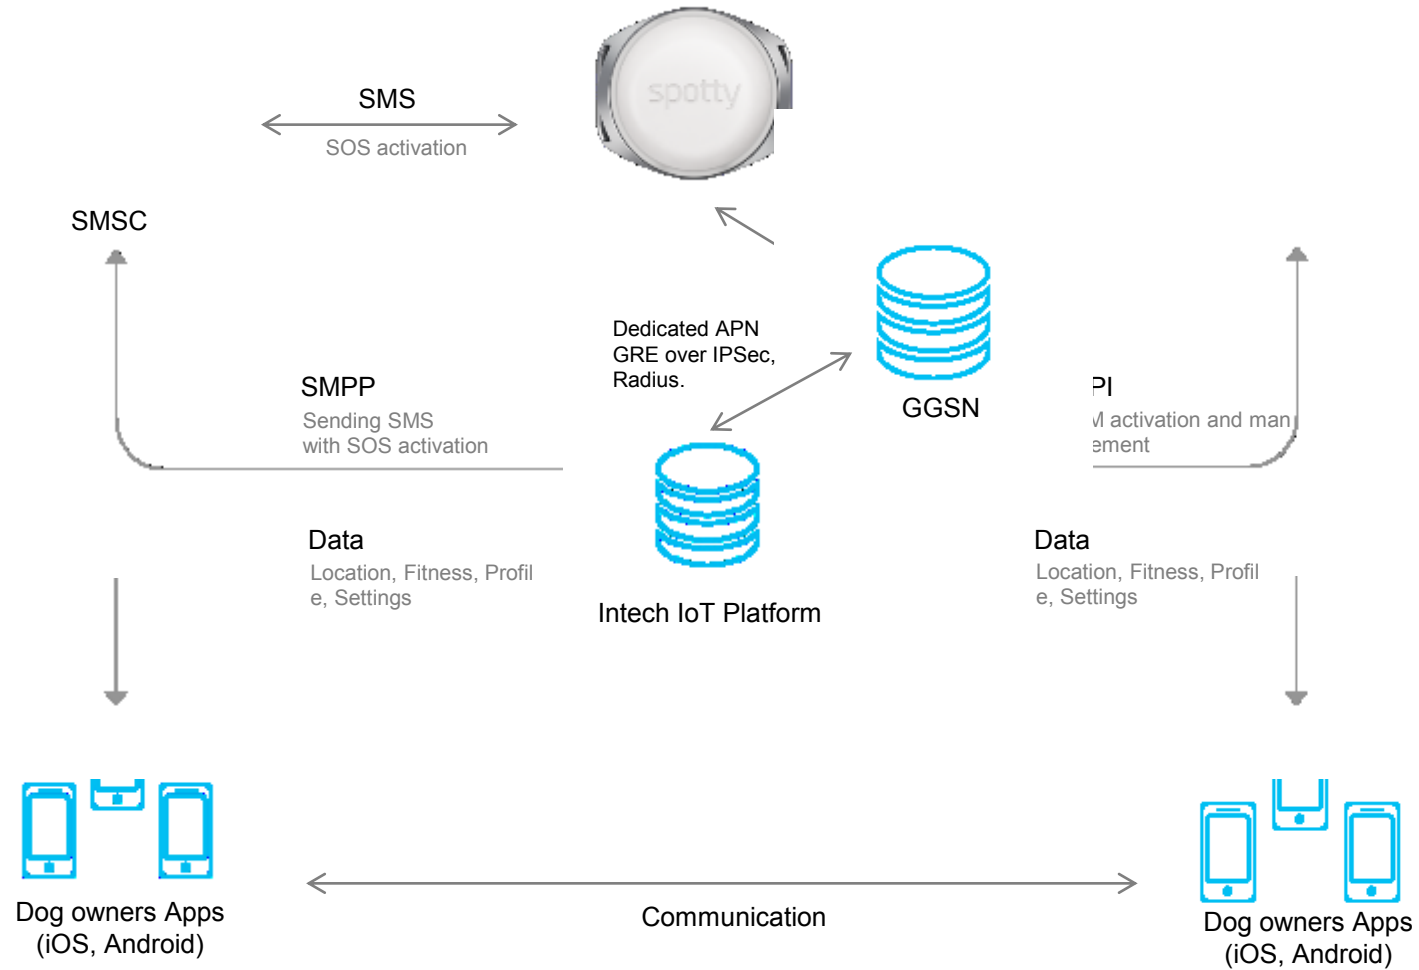 spotty
SMS
SOS activation
SMSC
Dedicated APN
GRE over IPSec,
Radius.
SMPP
Sending SMS
with SOS activation
GGSN
PI
M activation and man
ement
Data
Location, Fitness, Profil
e, Settings
Intech IoT Platform
Data
Location, Fitness, Profil
e, Settings
Dog owners Apps
(iOS, Android)
Communication
Dog owners Apps
(iOS, Android)